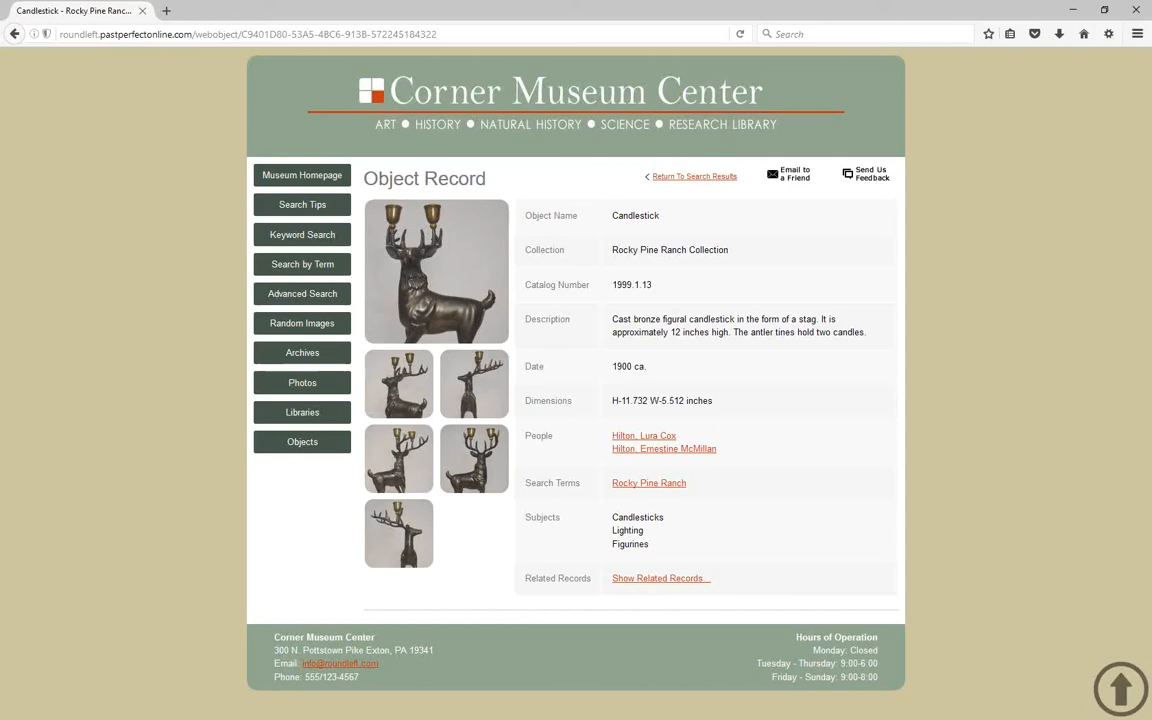 Candlestick - Rocky Pine Ranc...
roundleft.pastperfectonline.com/webobject/C9401D80-53A5-4BC6-913B-572245184322
Search
Corner Museum Center
ART ● HISTORY ● NATURAL HISTORY ● SCIENCE ● RESEARCH LIBRARY
Museum Homepage
Search Tips
Keyword Search
Search by Term
Advanced Search
Random Images
Archives
Photos
Libraries
Objects
Object Record
Return To Search Results
Email to
a Friend
Send Us
Feedback
Object Name Candlestick
Collection Rocky Pine Ranch Collection
Catalog Number 1999.1.13
Description Cast bronze figural candlestick in the form of a stag. It is
approximately 12 inches high. The antler tines hold two candles.
Date 1900 ca.
Dimensions H-11.732 W-5.512 inches
People Hilton, Lura Cox
Hilton, Ernestine McMillan
Search Terms Rocky Pine Ranch
Subjects Candlesticks
Lighting
Figurines
Related Records Show Related Records...
Corner Museum Center
300 N. Pottstown Pike Exton, PA 19341
Email: info@roundleft.com
Phone: 555/123-4567
Hours of Operation
Monday: Closed
Tuesday - Thursday: 9:00-6:00
Friday - Sunday: 9:00-8:00